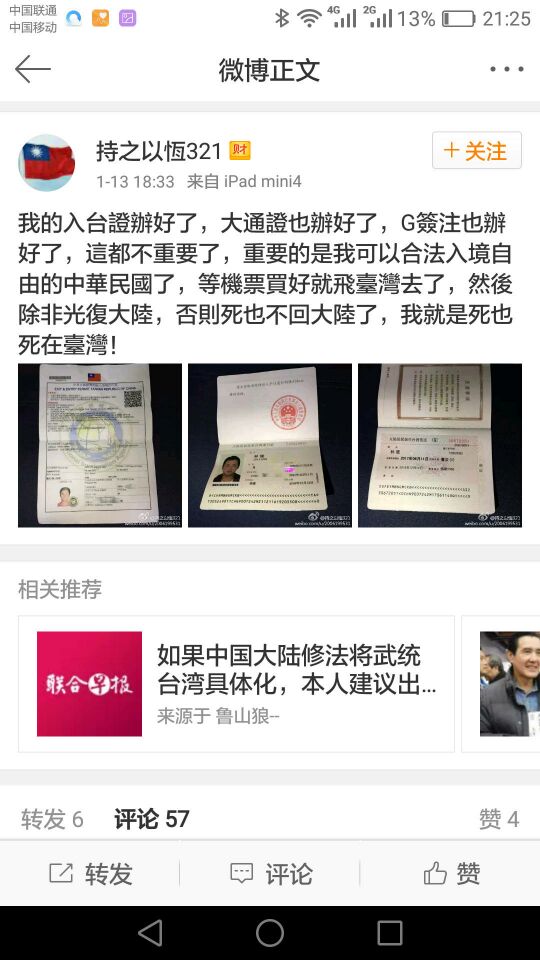 中国联通
中国移动
4G
2G
13%
21:25
微博正文
持之以恆321 财
+关注
1-13 18:33 来自 iPad mini4
我的入台證辦好了，大通證也辦好了，G簽注也辦
好了，這都不重要了，重要的是我可以合法入境自
由的中華民國了，等機票買好就飛臺灣去了，然後
除非光復大陸，否則死也不回大陸了，我就是死也
死在臺灣！
相关推荐
联合早报
如果中国大陆修法将武统
台湾具体化，本人建议出...
来源于 鲁山狼--
转发 6
评论 57
赞 4
转发
评论
赞